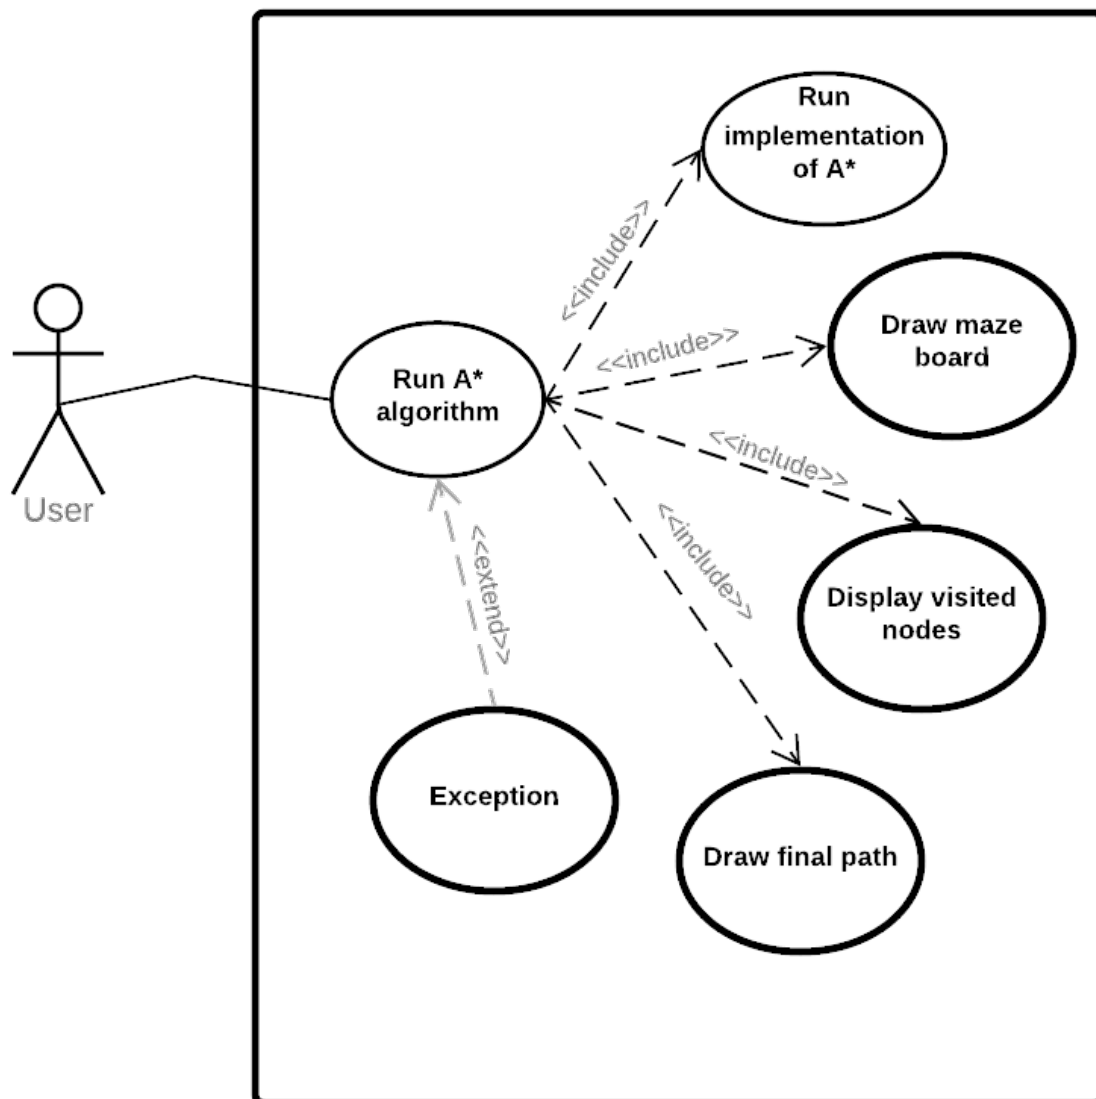 Run
implementation
of A*
<<include>>
Draw maze
board
<<include>>
Run A*
algorithm
<<include>>
User
<<include>>
<<extend>>
Display visited
nodes
Exception
Draw final path